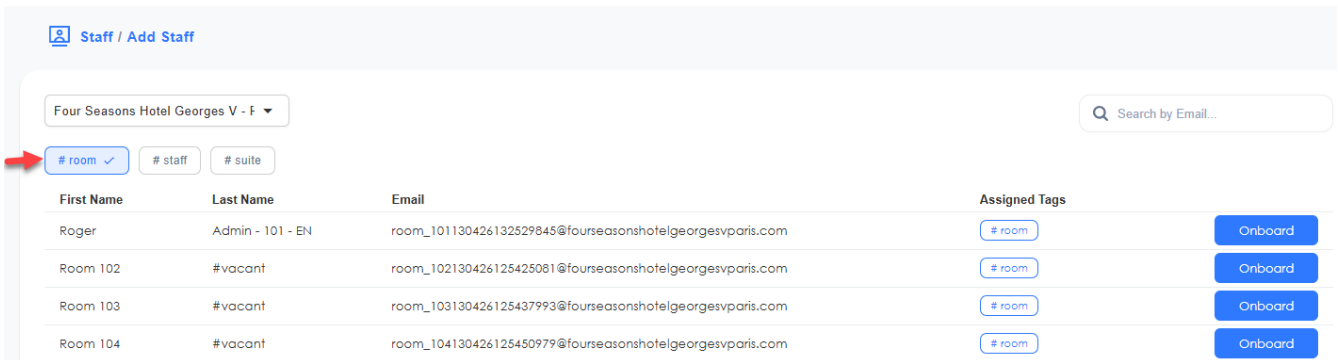 Staff / Add Staff
Four Seasons Hotel Georges V - F
Search by Email...
# room
# staff
# suite
First Name Last Name Email Assigned Tags
Roger Admin - 101 - EN room_101130426132529845@fourseasonshotelgeorgesvparis.com # room Onboard
Room 102 #vacant room_102130426125425081@fourseasonshotelgeorgesvparis.com # room Onboard
Room 103 #vacant room_103130426125437993@fourseasonshotelgeorgesvparis.com # room Onboard
Room 104 #vacant room_104130426125450979@fourseasonshotelgeorgesvparis.com # room Onboard